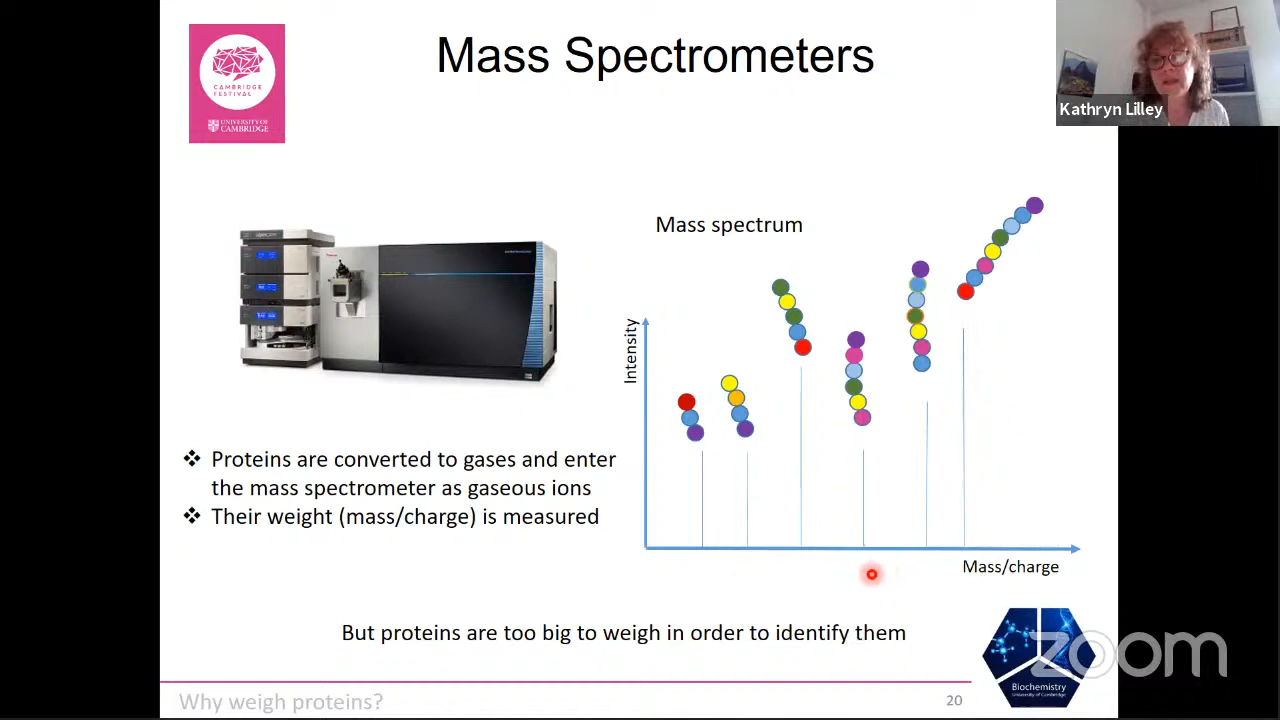 Mass Spectrometers
CAMBRIDGE
FESTIVAL
UNIVERSITY OF
CAMBRIDGE
Kathryn Lilley
Mass spectrum
Intensity
❖ Proteins are converted to gases and enter
the mass spectrometer as gaseous ions
❖ Their weight (mass/charge) is measured
Mass/charge
But proteins are too big to weigh in order to identify them
Biochemistry
University of Cambridge
zoom
Why weigh proteins?
20